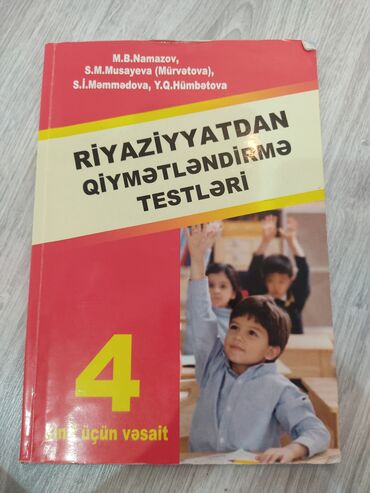 M.B.Namazov,
S.M.Musayeva (Mürvətova),
S.İ.Məmmədova, Y.Q.Hümbətova
RİYAZİYYATDAN
QİYMƏTLƏNDİRMƏ
TESTLƏRİ
4
üçün vəsait